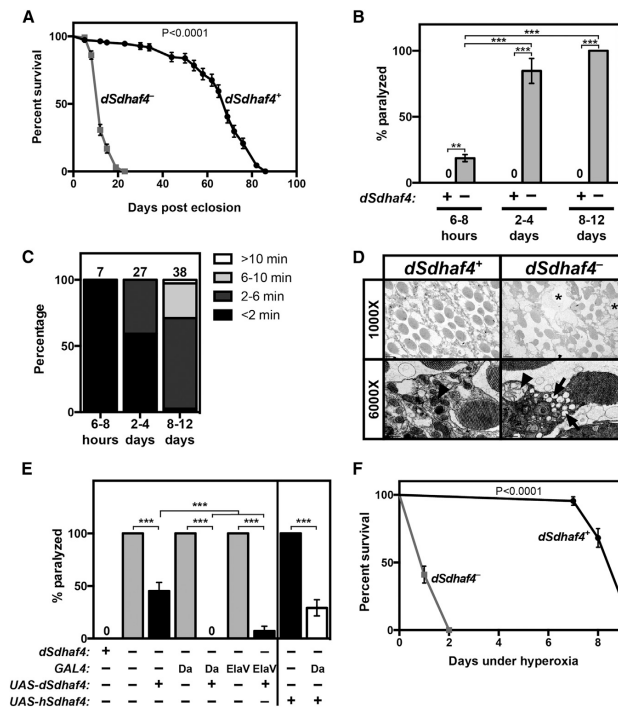 A
P<0.0001
Percent survival
100
50
0
dSdhaf4–
dSdhaf4+
0 20 40 60 80 100
Days post eclosion
B
***
***
*** ***
**
% paralyzed
100
50
0
0 0 0
dSdhaf4: + – + – + –
6-8 hours
2-4 days
8-12 days
C
7 27 38
Percentage
100
50
0
6-8 hours
2-4 days
8-12 days
>10 min
6-10 min
2-6 min
<2 min
D
dSdhaf4+ dSdhaf4–
1000X
* *
6000X
E
***
*** *** *** ***
% paralyzed
100
50
0
0 0
dSdhaf4: + – – – – – – – –
GAL4: – – – Da Da ElaV ElaV – Da
UAS-dSdhaf4: – – + – + – + – –
UAS-hSdhaf4: – – – – – – – + +
F
P<0.0001
Percent survival
100
50
0
dSdhaf4+
dSdhaf4–
0 2 4 6 8
Days under hyperoxia